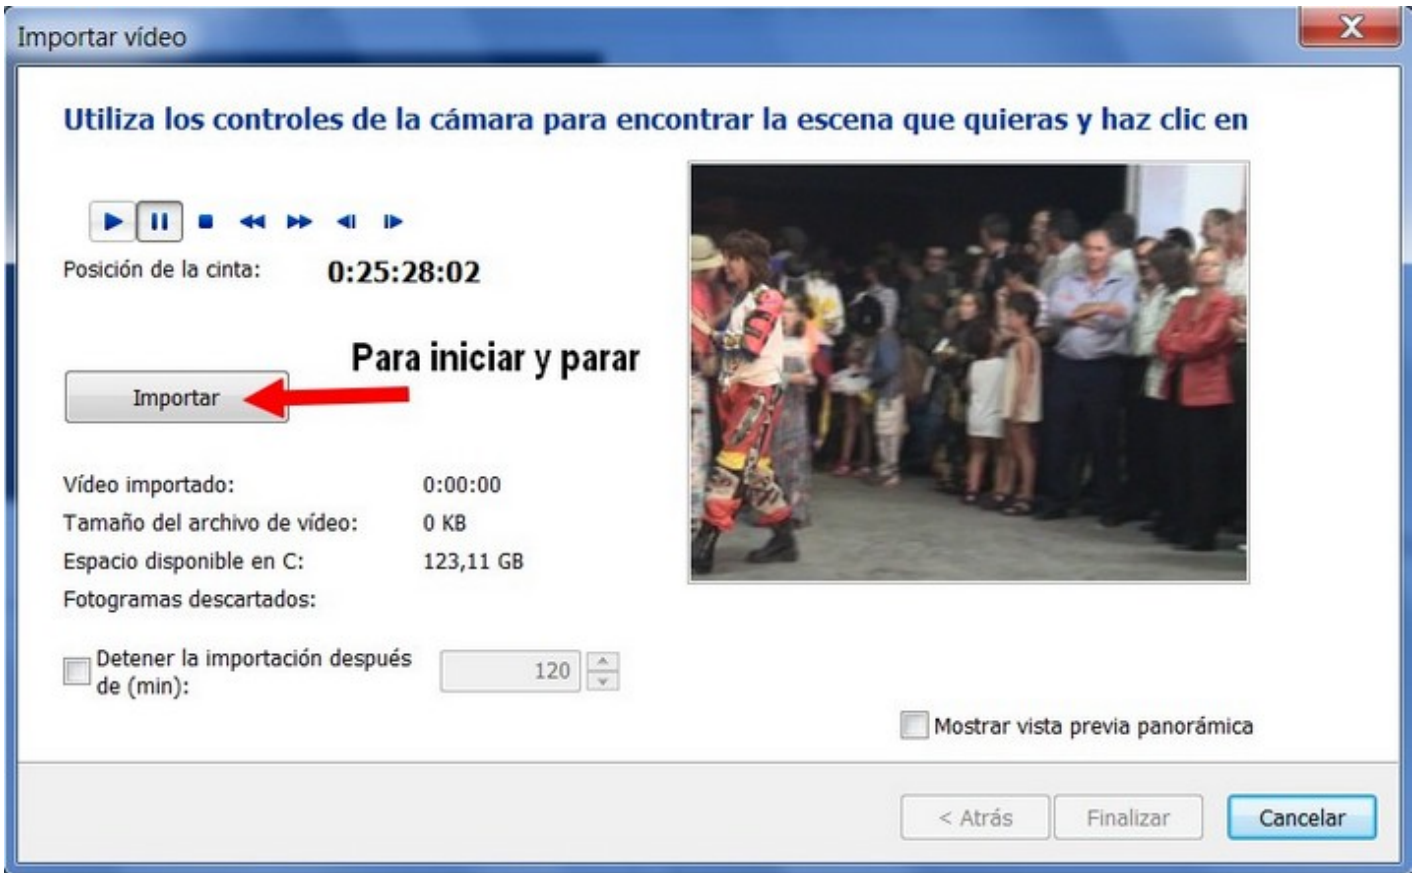 Importar vídeo
Utiliza los controles de la cámara para encontrar la escena que quieras y haz clic en
Posición de la cinta: 0:25:28:02
Para iniciar y parar
Importar
Vídeo importado: 0:00:00
Tamaño del archivo de vídeo: 0 KB
Espacio disponible en C: 123,11 GB
Fotogramas descartados:
Detener la importación después
de (min): 120
Mostrar vista previa panorámica
< Atrás Finalizar Cancelar